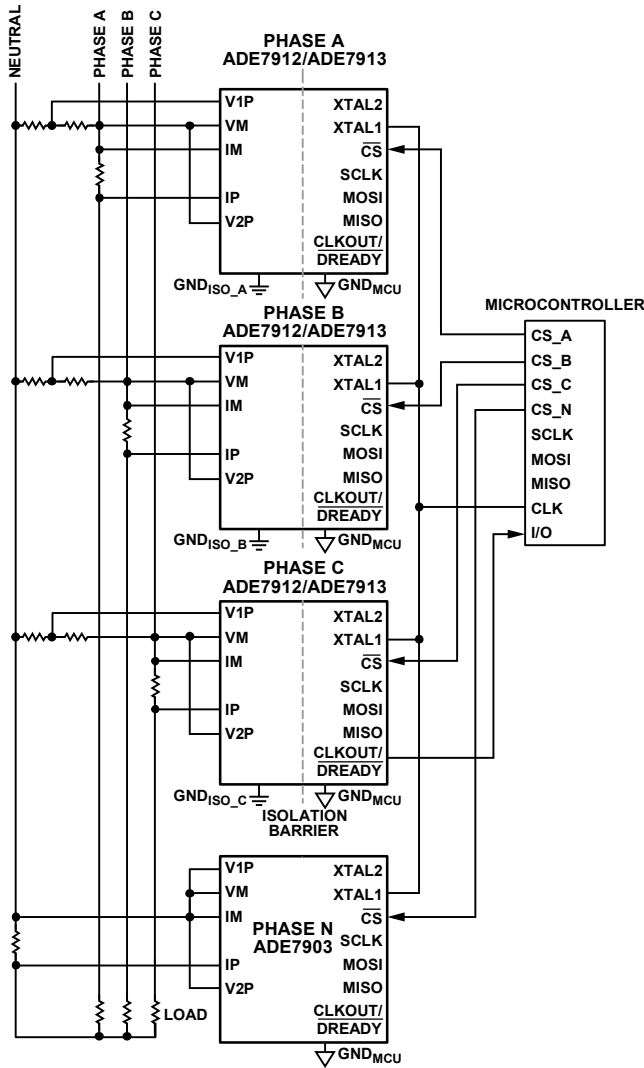 NEUTRAL
PHASE A
PHASE B
PHASE C
PHASE A
ADE7912/ADE7913
V1P
VM
IM
IP
V2P
XTAL2
XTAL1
CS
SCLK
MOSI
MISO
CLKOUT/
DREADY
GNDISO_A
GNDMCU
PHASE B
ADE7912/ADE7913
V1P
VM
IM
IP
V2P
XTAL2
XTAL1
CS
SCLK
MOSI
MISO
CLKOUT/
DREADY
GNDISO_B
GNDMCU
PHASE C
ADE7912/ADE7913
V1P
VM
IM
IP
V2P
XTAL2
XTAL1
CS
SCLK
MOSI
MISO
CLKOUT/
DREADY
GNDISO_C
GNDMCU
ISOLATION
BARRIER
V1P
VM
IM
IP
V2P
PHASE N
ADE7903
XTAL2
XTAL1
CS
SCLK
MOSI
MISO
CLKOUT/
DREADY
LOAD
GNDMCU
MICROCONTROLLER
CS_A
CS_B
CS_C
CS_N
SCLK
MOSI
MISO
CLK
I/O